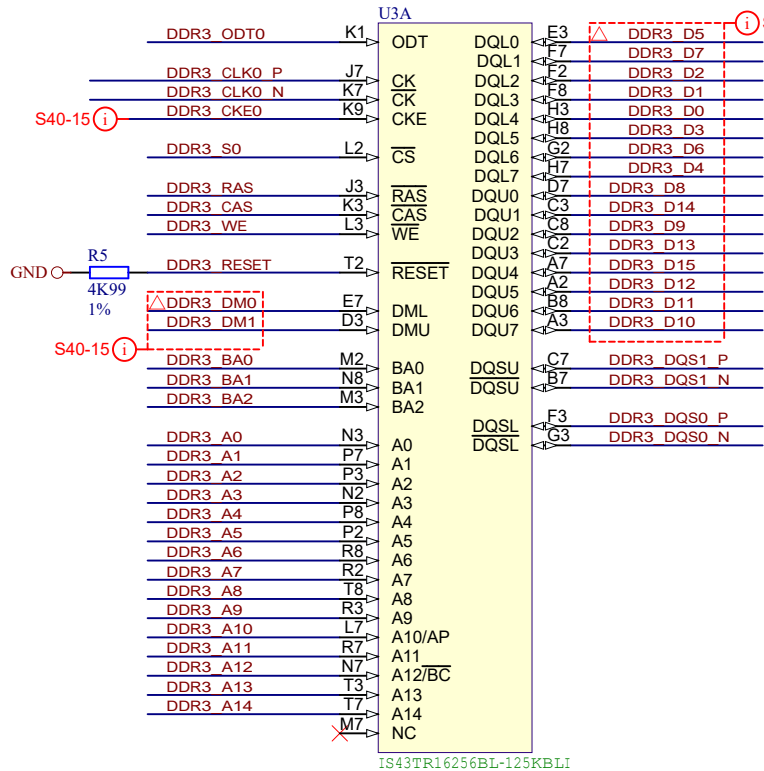 U3A
DDR3_ODT0 K1 ODT DQL0 E3 DDR3_D5
DQL1 F7 DDR3_D7
DDR3_CLK0_P J7 CK DQL2 F2 DDR3_D2
DDR3_CLK0_N K7 CK DQL3 F8 DDR3_D1
S40-15 i DDR3_CKE0 K9 CKE DQL4 H3 DDR3_D0
DQL5 H8 DDR3_D3
DDR3_S0 L2 CS DQL6 G2 DDR3_D6
DQL7 H7 DDR3_D4
DDR3_RAS J3 RAS DQU0 D7 DDR3_D8
DDR3_CAS K3 CAS DQU1 C3 DDR3_D14
DDR3_WE L3 WE DQU2 C8 DDR3_D9
DQU3 C2 DDR3_D13
GND R5 DDR3_RESET T2 RESET DQU4 A7 DDR3_D15
4K99 DQU5 A2 DDR3_D12
1% DDR3_DM0 E7 DML DQU6 B8 DDR3_D11
DDR3_DM1 D3 DMU DQU7 A3 DDR3_D10
S40-15 i
DDR3_BA0 M2 BA0 DQSU C7 DDR3_DQS1_P
DDR3_BA1 N8 BA1 DQSU B7 DDR3_DQS1_N
DDR3_BA2 M3 BA2
DQSL F3 DDR3_DQS0_P
DDR3_A0 N3 A0 DQSL G3 DDR3_DQS0_N
DDR3_A1 P7 A1
DDR3_A2 P3 A2
DDR3_A3 N2 A3
DDR3_A4 P8 A4
DDR3_A5 P2 A5
DDR3_A6 R8 A6
DDR3_A7 R2 A7
DDR3_A8 T8 A8
DDR3_A9 R3 A9
DDR3_A10 L7 A10/AP
DDR3_A11 R7 A11
DDR3_A12 N7 A12/BC
DDR3_A13 T3 A13
DDR3_A14 T7 A14
M7 NC
IS43TR16256BL-125KBLI